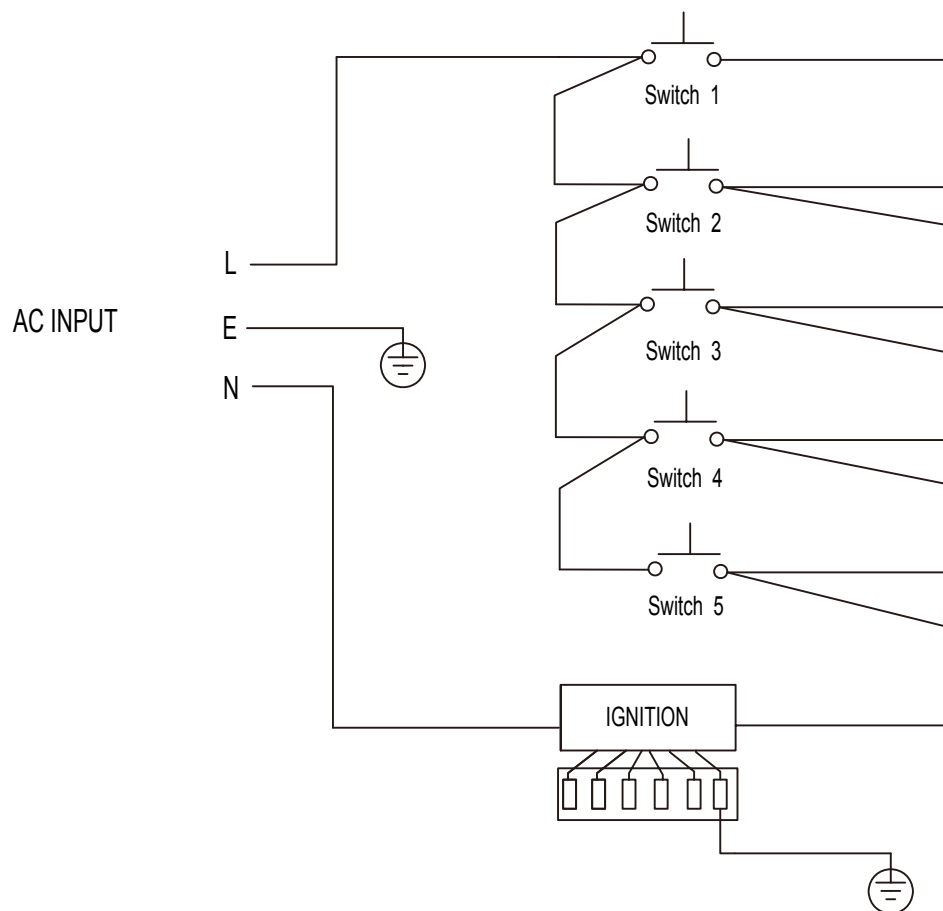 Switch 1
Switch 2
L
AC INPUT
E
Switch 3
N
Switch 4
Switch 5
IGNITION